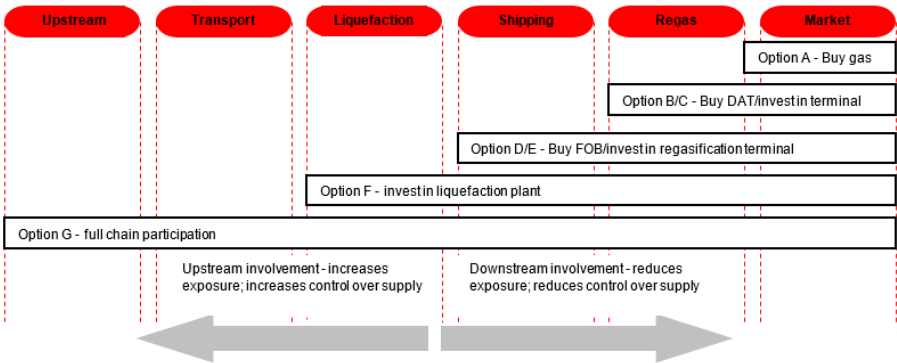 Upstream Transport Liquefaction Shipping Regas Market
Option A - Buy gas
Option B/C - Buy DAT/invest in terminal
Option D/E - Buy FOB/invest in regasification terminal
Option F - invest in liquefaction plant
Option G - full chain participation
Upstream involvement - increases
exposure; increases control over supply
Downstream involvement - reduces
exposure; reduces control over supply